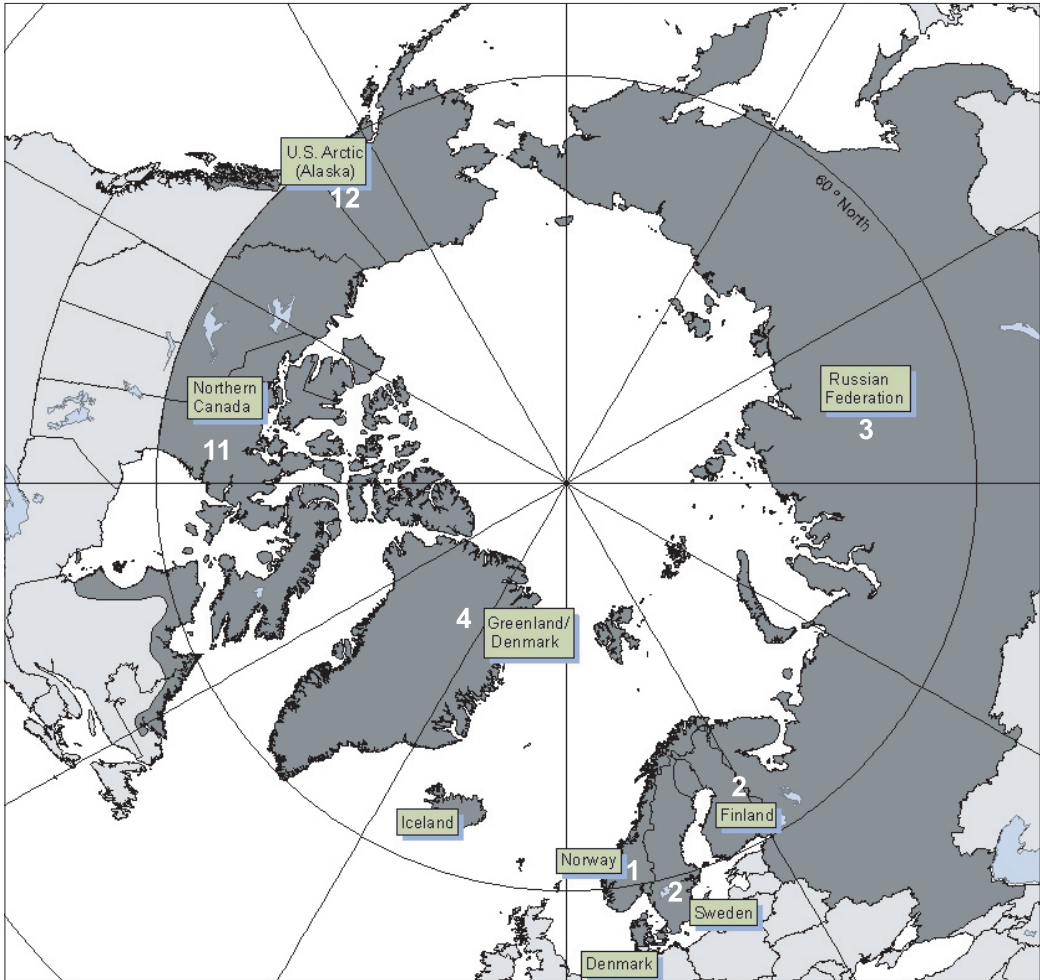 U.S. Arctic
(Alaska)
12
60 º North
Northern
Canada
11
Russian
Federation
3
4
Greenland/
Denmark
2
Finland
Iceland
Norway
1
2
Sweden
Denmark